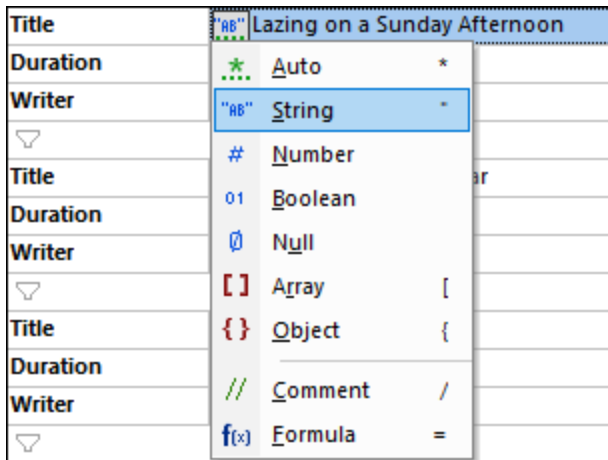 Title "AB" Lazing on a Sunday Afternoon
Duration
* Auto *
Writer
"AB" String "
# Number
Title ar
01 Boolean
Duration
Writer
Ø Null
[ ] Array [
Title
{ } Object {
Duration
// Comment /
Writer
f(x) Formula =